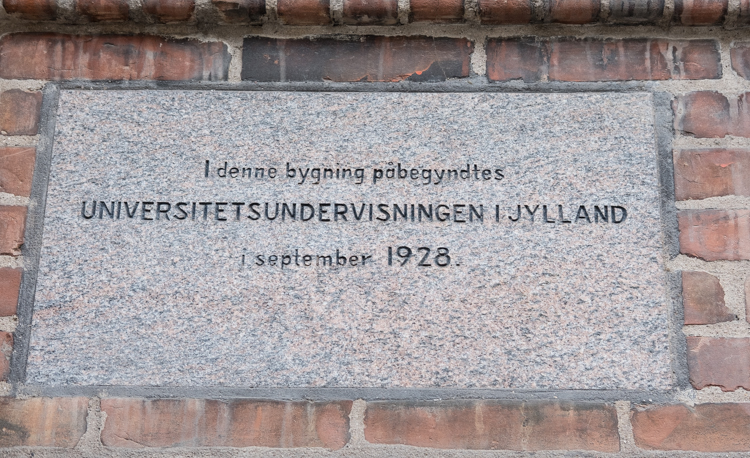 I denne bygning påbegyndtes
UNIVERSITETSUNDERVISNINGEN I JYLLAND
i september 1928.